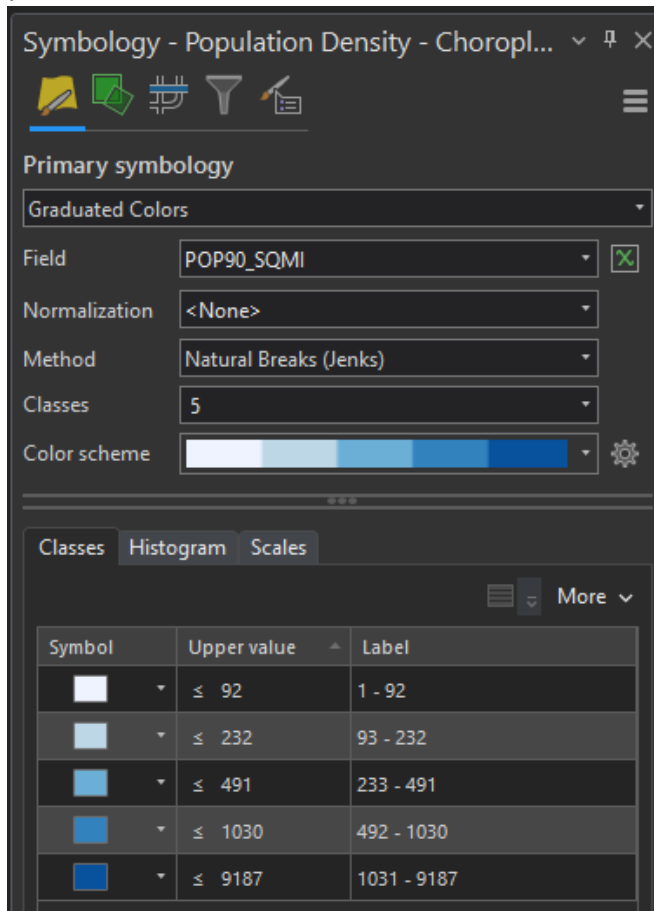 Symbology - Population Density - Choropl...
Primary symbology
Graduated Colors
Field POP90_SQMI
Normalization <None>
Method Natural Breaks (Jenks)
Classes 5
Color scheme
Classes Histogram Scales
More
Symbol Upper value Label
≤ 92 1 - 92
≤ 232 93 - 232
≤ 491 233 - 491
≤ 1030 492 - 1030
≤ 9187 1031 - 9187